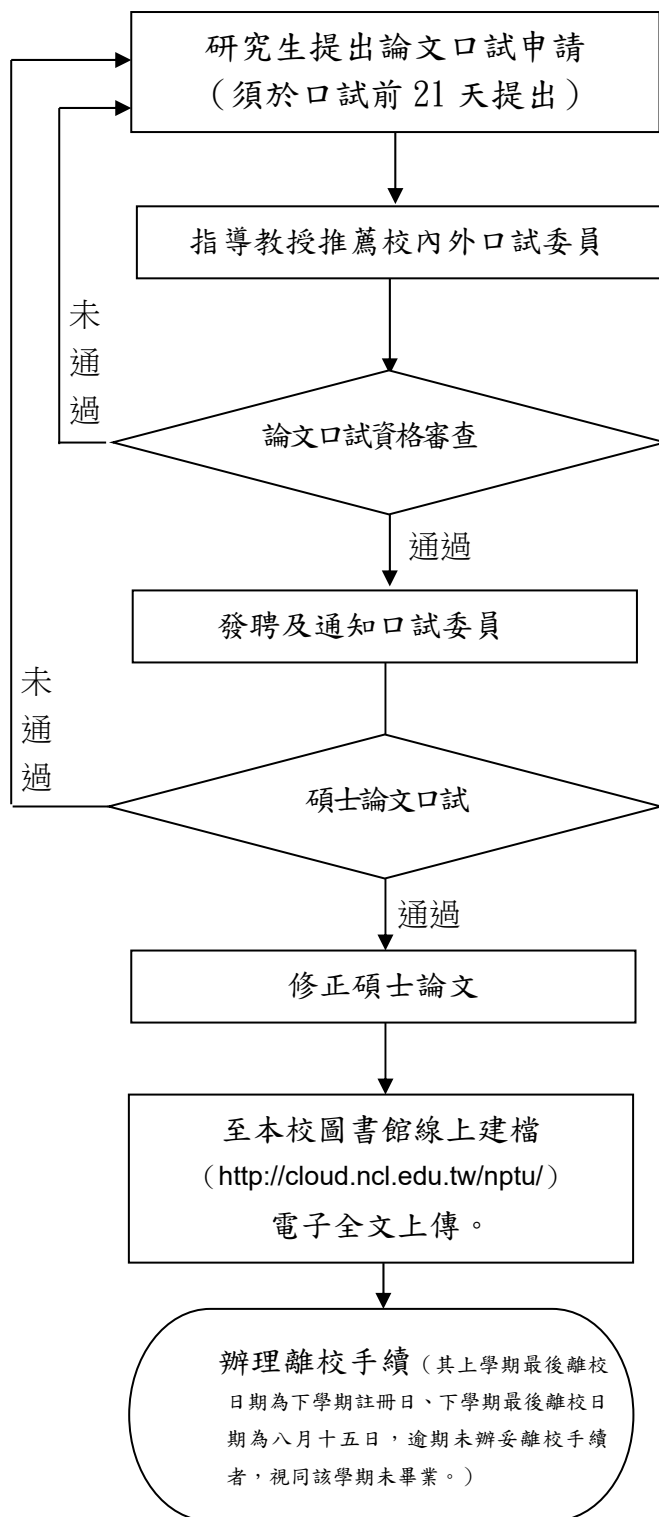 研究生提出論文口試申請
（須於口試前 21 天提出）
指導教授推薦校內外口試委員
未
通
過
論文口試資格審查
通過
發聘及通知口試委員
未
通
過
碩士論文口試
通過
修正碩士論文
至本校圖書館線上建檔
（http://cloud.ncl.edu.tw/nptu/）
電子全文上傳。
辦理離校手續（其上學期最後離校
日期為下學期註冊日、下學期最後離校日
期為八月十五日，逾期未辦妥離校手續
者，視同該學期未畢業。）